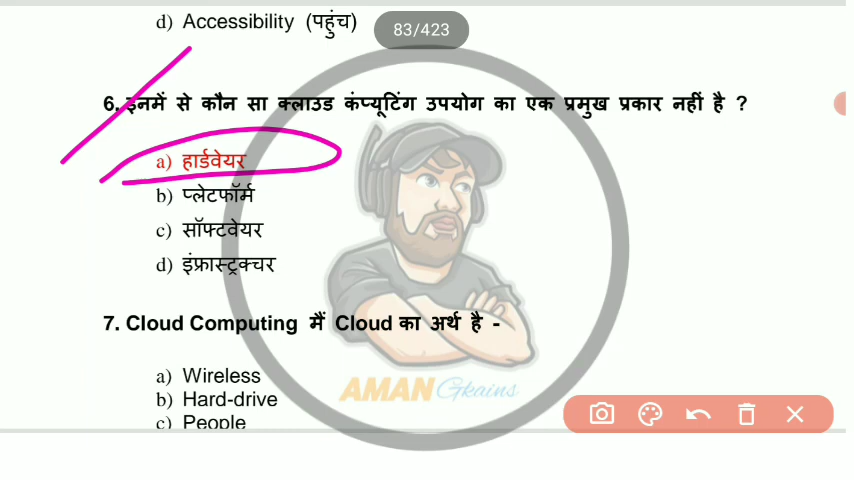 d) Accessibility (पहुंच)
83/423
6. इनमें से कौन सा क्लाउड कंप्यूटिंग उपयोग का एक प्रमुख प्रकार नहीं है ?
a) हार्डवेयर
b) प्लेटफॉर्म
c) सॉफ्टवेयर
d) इंफ्रास्ट्रक्चर
7. Cloud Computing मैं Cloud का अर्थ है -
a) Wireless
b) Hard-drive
c) People
AMAN Gkains